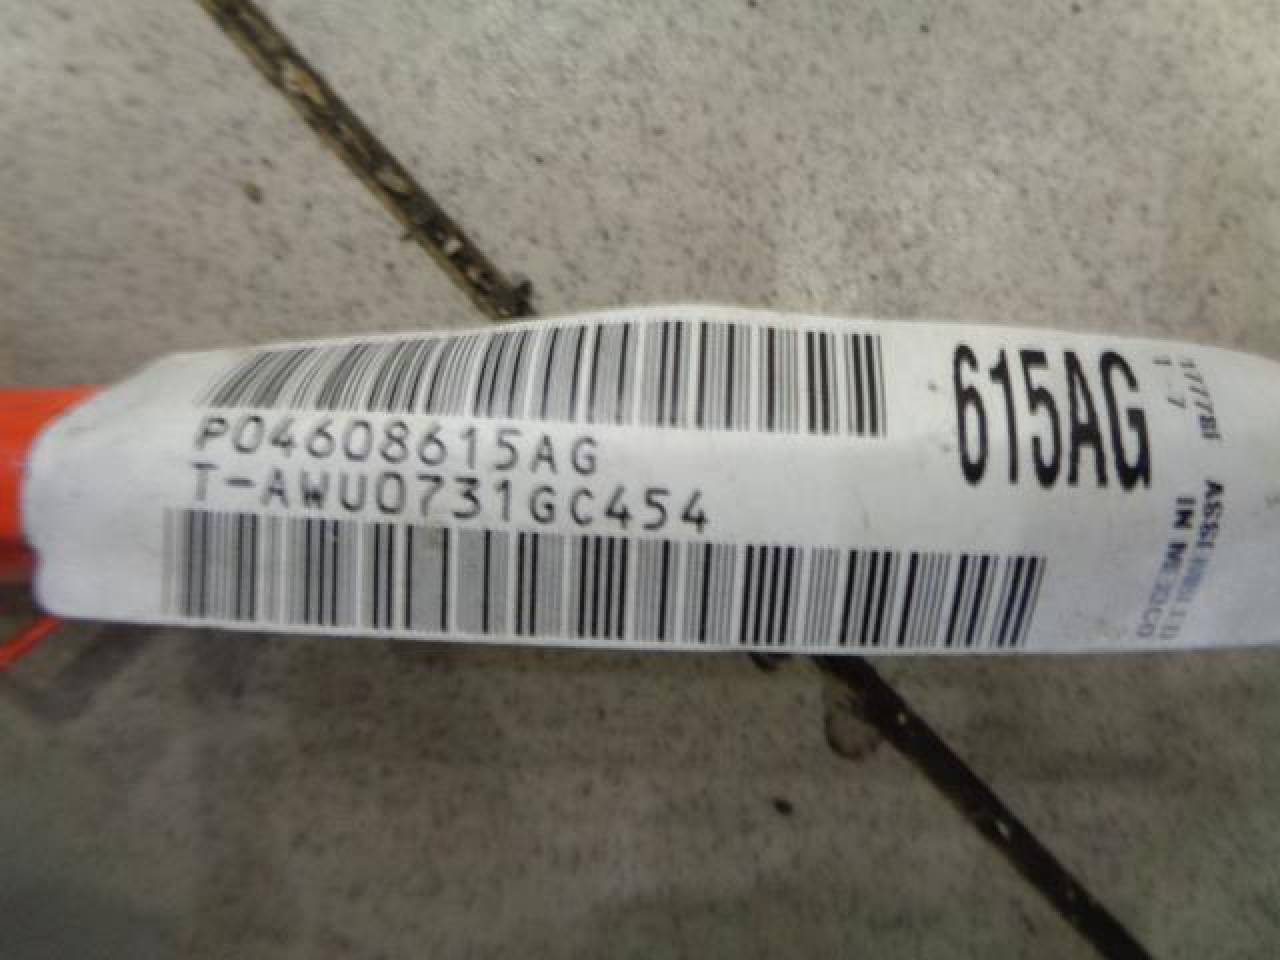 P04608615AG
T-AWU0731GC454
615AG
ASSEMBLED
IN MEXICO